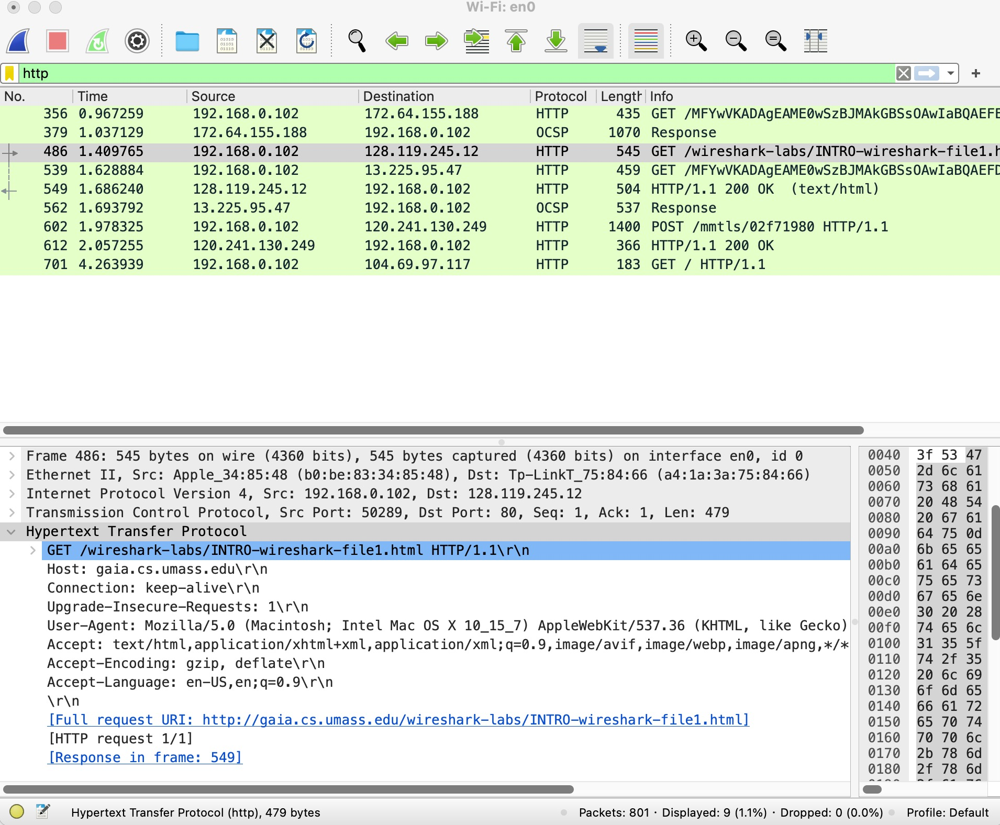 Wi-Fi: en0
http
No. Time Source Destination Protocol Length Info
356 0.967259 192.168.0.102 172.64.155.188 HTTP 435 GET /MFYwVKADAgEAME0wSzBJMAkGBSsOAwIaBQAEFE
379 1.037129 172.64.155.188 192.168.0.102 OCSP 1070 Response
486 1.409765 192.168.0.102 128.119.245.12 HTTP 545 GET /wireshark-labs/INTRO-wireshark-file1.h
539 1.628884 192.168.0.102 13.225.95.47 HTTP 459 GET /MFYwVKADAgEAME0wSzBJMAkGBSsOAwIaBQAEFD
549 1.686240 128.119.245.12 192.168.0.102 HTTP 504 HTTP/1.1 200 OK  (text/html)
562 1.693792 13.225.95.47 192.168.0.102 OCSP 537 Response
602 1.978325 192.168.0.102 120.241.130.249 HTTP 1400 POST /mmtls/02f71980 HTTP/1.1
612 2.057255 120.241.130.249 192.168.0.102 HTTP 366 HTTP/1.1 200 OK
701 4.263939 192.168.0.102 104.69.97.117 HTTP 183 GET / HTTP/1.1
Frame 486: 545 bytes on wire (4360 bits), 545 bytes captured (4360 bits) on interface en0, id 0
Ethernet II, Src: Apple_34:85:48 (b0:be:83:34:85:48), Dst: Tp-LinkT_75:84:66 (a4:1a:3a:75:84:66)
Internet Protocol Version 4, Src: 192.168.0.102, Dst: 128.119.245.12
Transmission Control Protocol, Src Port: 50289, Dst Port: 80, Seq: 1, Ack: 1, Len: 479
Hypertext Transfer Protocol
GET /wireshark-labs/INTRO-wireshark-file1.html HTTP/1.1\r\n
Host: gaia.cs.umass.edu\r\n
Connection: keep-alive\r\n
Upgrade-Insecure-Requests: 1\r\n
User-Agent: Mozilla/5.0 (Macintosh; Intel Mac OS X 10_15_7) AppleWebKit/537.36 (KHTML, like Gecko)
Accept: text/html,application/xhtml+xml,application/xml;q=0.9,image/avif,image/webp,image/apng,*/*
Accept-Encoding: gzip, deflate\r\n
Accept-Language: en-US,en;q=0.9\r\n
\r\n
[Full request URI: http://gaia.cs.umass.edu/wireshark-labs/INTRO-wireshark-file1.html]
[HTTP request 1/1]
[Response in frame: 549]
0040 3f 53 47
0050 2d 6c 61
0060 73 68 61
0070 20 48 54
0080 20 67 61
0090 64 75 0d
00a0 6b 65 65
00b0 61 64 65
00c0 75 65 73
00d0 67 65 6e
00e0 30 20 28
00f0 74 65 6c
0100 31 35 5f
0110 74 2f 35
0120 20 6c 69
0130 6f 6d 65
0140 66 61 72
0150 65 70 74
0160 70 70 6c
0170 2b 78 6d
0180 2f 78 6d
Hypertext Transfer Protocol (http), 479 bytes
Packets: 801 · Displayed: 9 (1.1%) · Dropped: 0 (0.0%)
Profile: Default